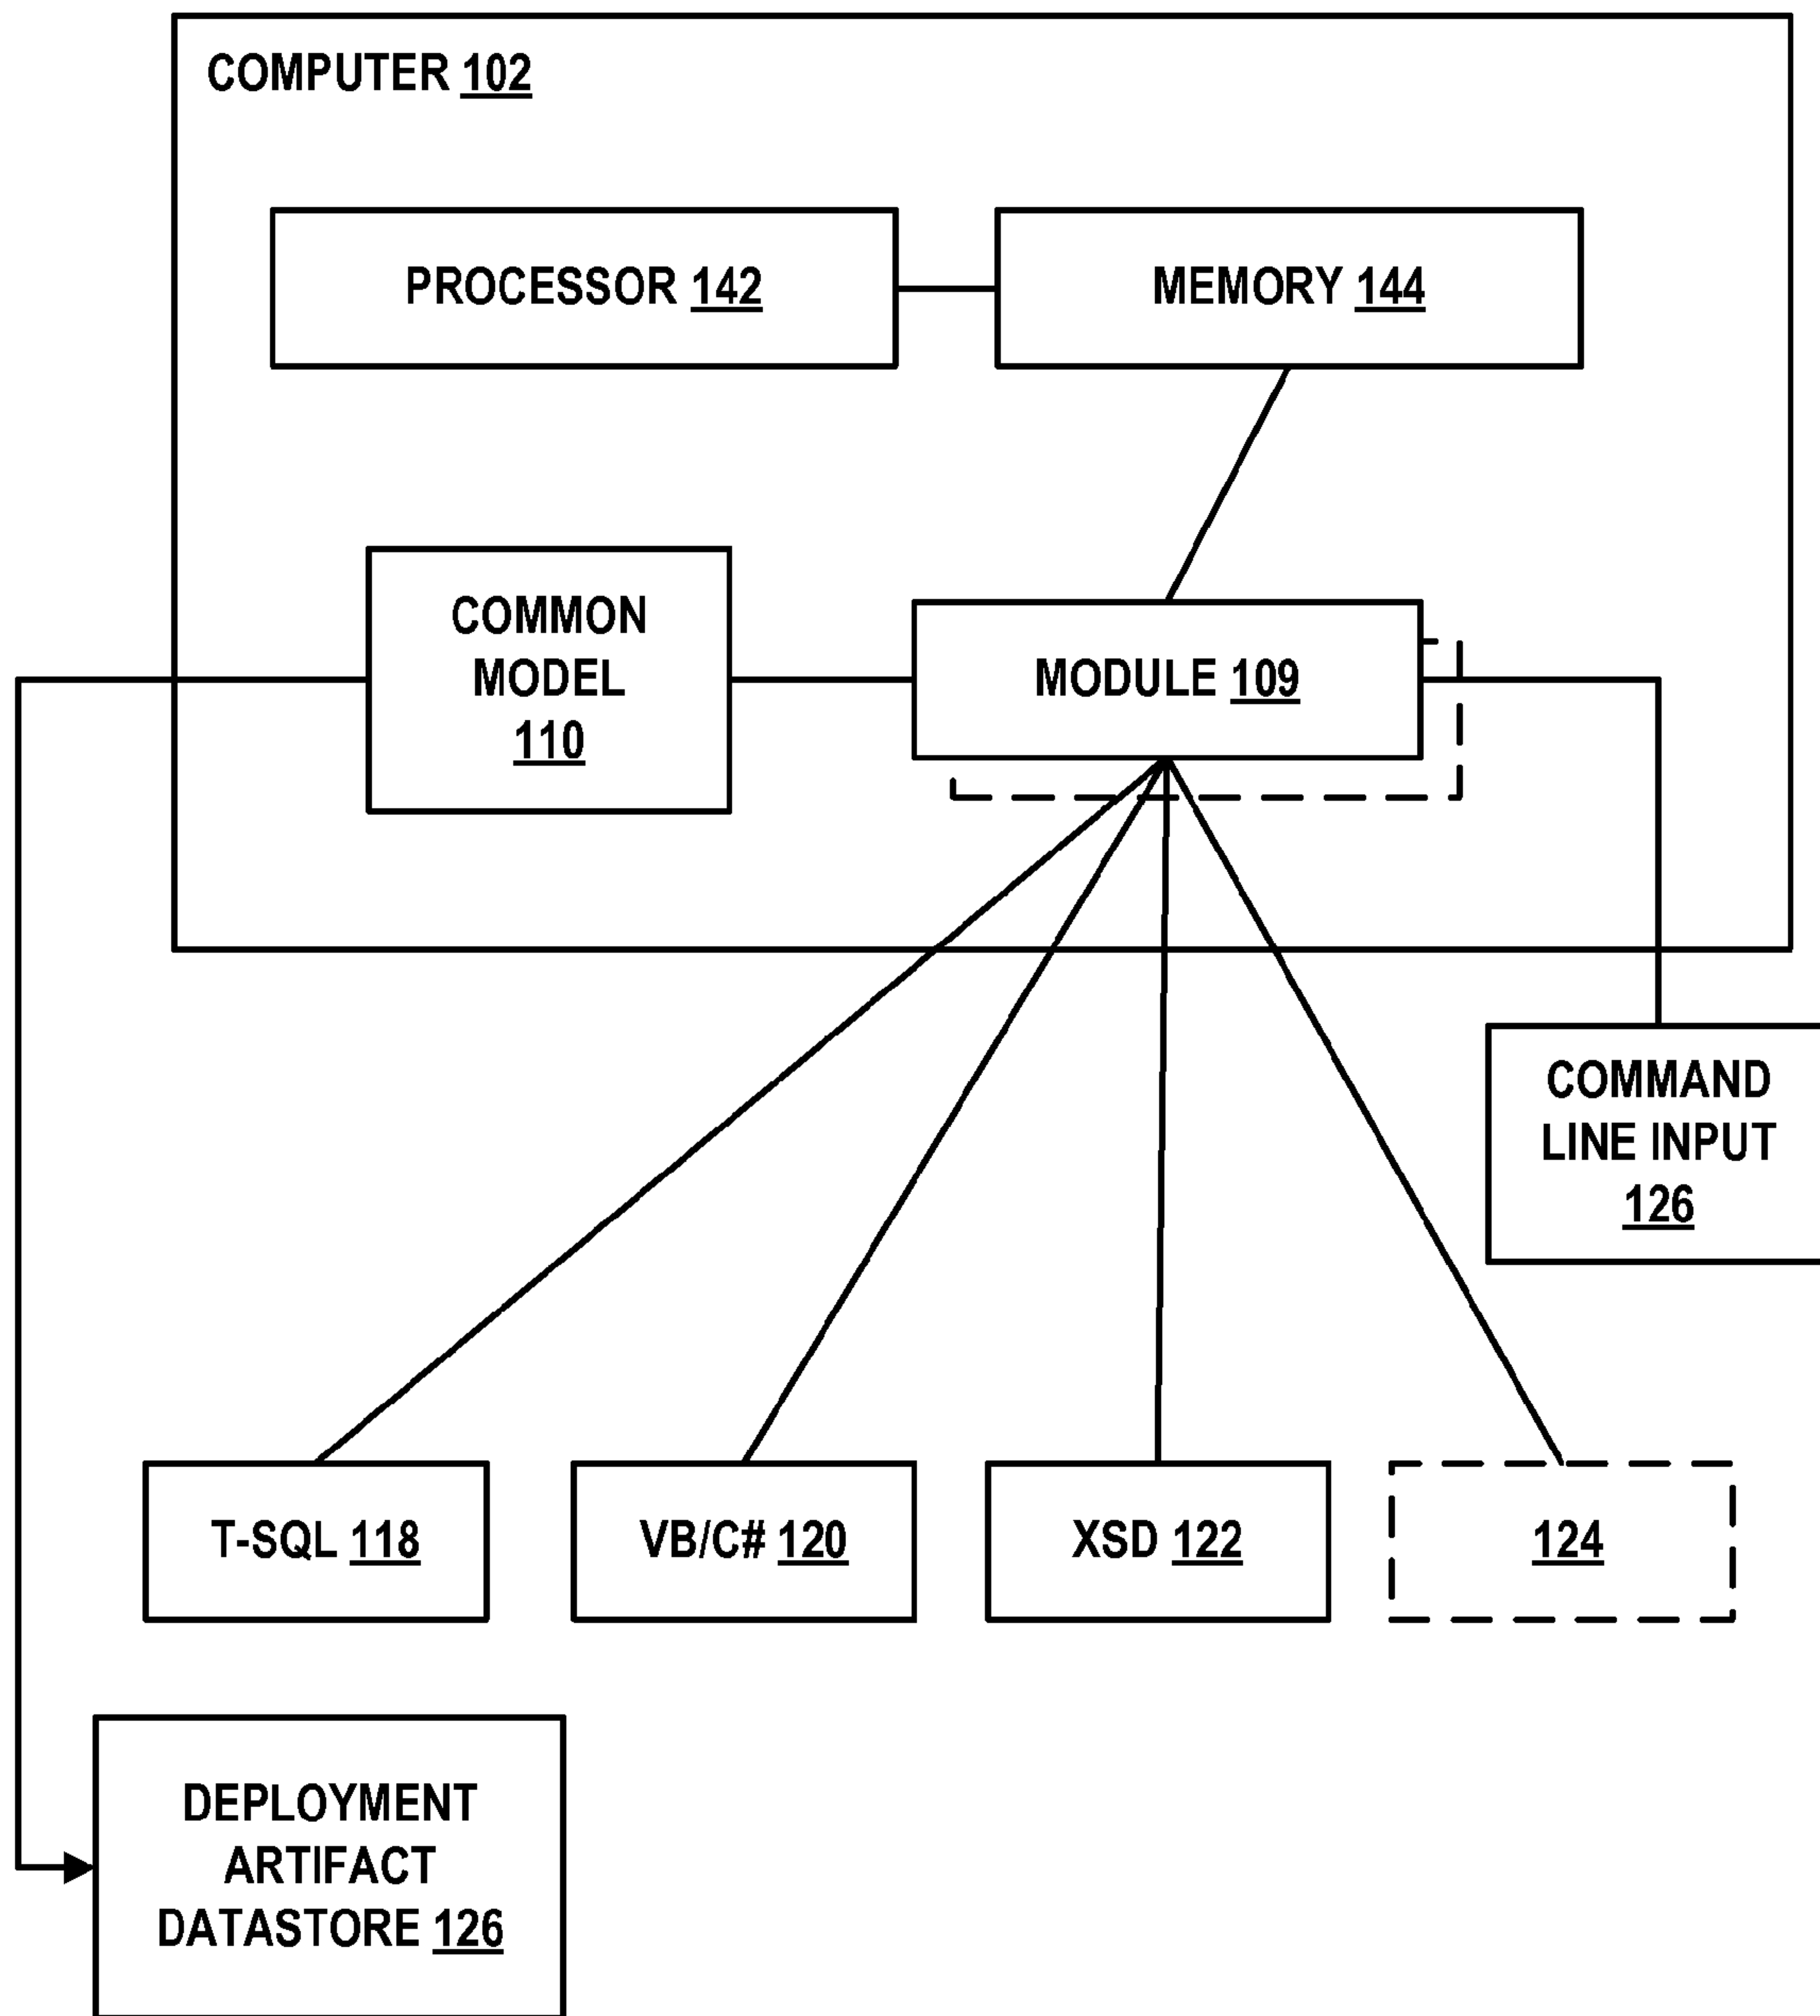 COMPUTER 102
PROCESSOR 142
MEMORY 144
COMMON
MODEL
110
MODULE 109
COMMAND
LINE INPUT
126
T-SQL 118
VB/C# 120
XSD 122
124
DEPLOYMENT
ARTIFACT
DATASTORE 126